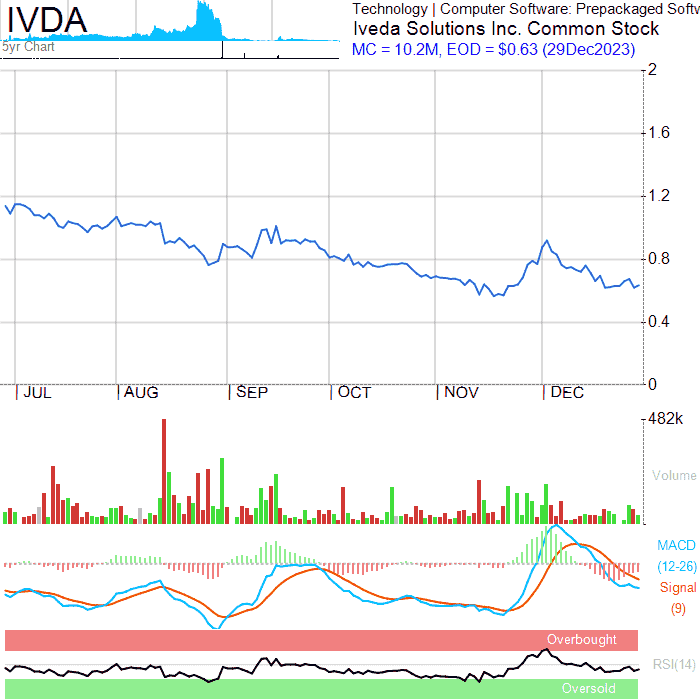 IVDA
5yr Chart
Technology | Computer Software: Prepackaged Softw
Iveda Solutions Inc. Common Stock
MC = 10.2M, EOD = $0.63 (29Dec2023)
2
1.6
1.2
0.8
0.4
0
JUL AUG SEP OCT NOV DEC
482k
Volume
MACD
(12-26)
Signal
(9)
Overbought
RSI(14)
Oversold